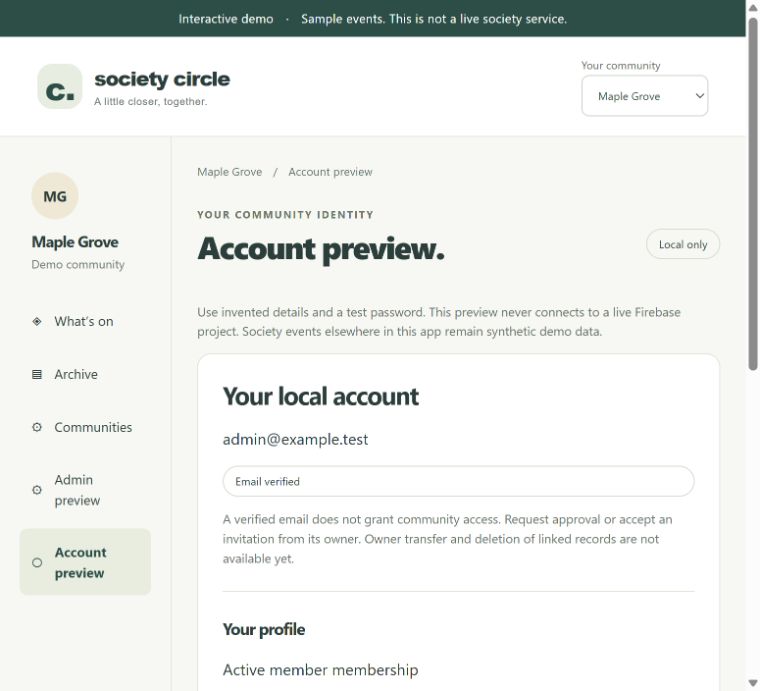 Interactive demo · Sample events. This is not a live society service.
c.
society circle
A little closer, together.
Your community
Maple Grove
MG
Maple Grove
Demo community
What's on
Archive
Communities
Admin
preview
Account
preview
Maple Grove / Account preview
YOUR COMMUNITY IDENTITY
Account preview.
Local only
Use invented details and a test password. This preview never connects to a live Firebase
project. Society events elsewhere in this app remain synthetic demo data.
Your local account
admin@example.test
Email verified
A verified email does not grant community access. Request approval or accept an
invitation from its owner. Owner transfer and deletion of linked records are not
available yet.
Your profile
Active member membership